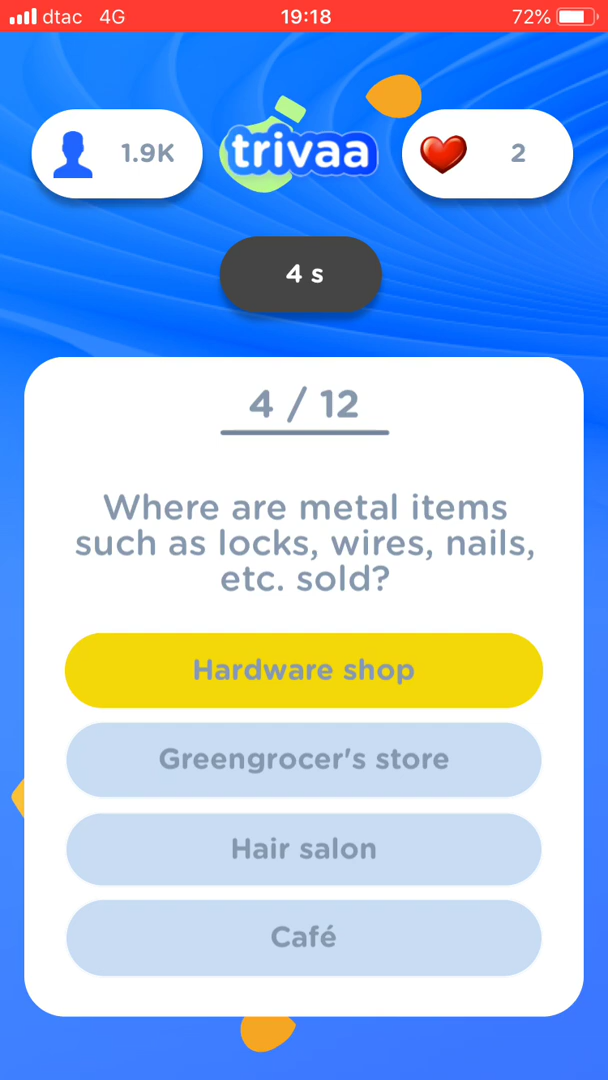 dtac 4G 19:18 72%
1.9K trivaa 2
4 s
4 / 12
Where are metal items
such as locks, wires, nails,
etc. sold?
Hardware shop
Greengrocer's store
Hair salon
Café